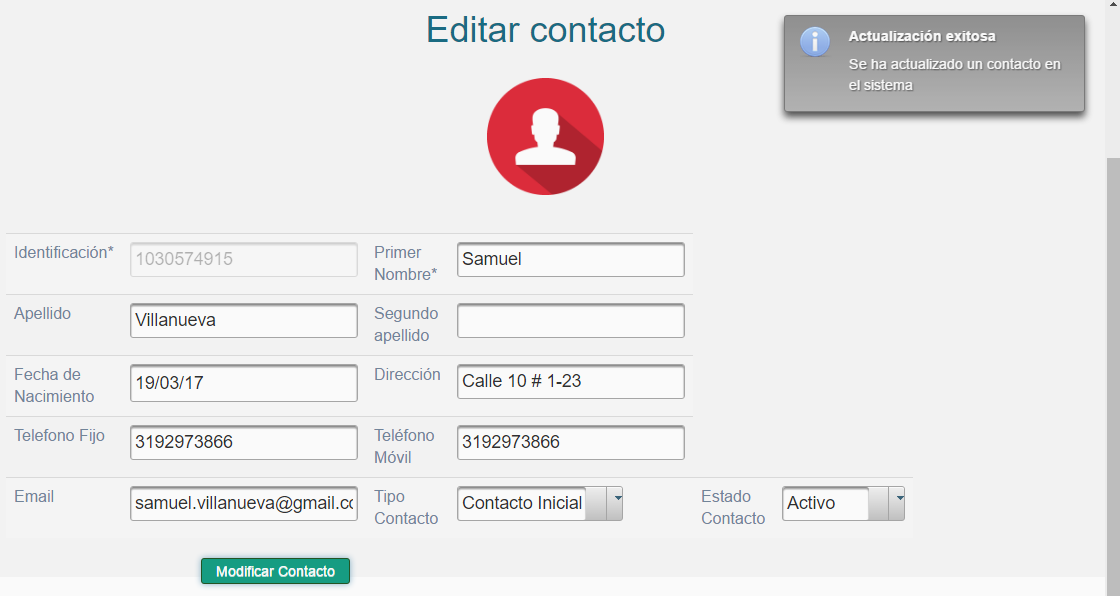 Editar contacto
Actualización exitosa
Se ha actualizado un contacto en
el sistema
Identificación*
1030574915
Primer
Nombre*
Samuel
Apellido
Villanueva
Segundo
apellido
Fecha de
Nacimiento
19/03/17
Dirección
Calle 10 # 1-23
Telefono Fijo
3192973866
Teléfono
Móvil
3192973866
Email
samuel.villanueva@gmail.co
Tipo
Contacto
Contacto Inicial
Estado
Contacto
Activo
Modificar Contacto